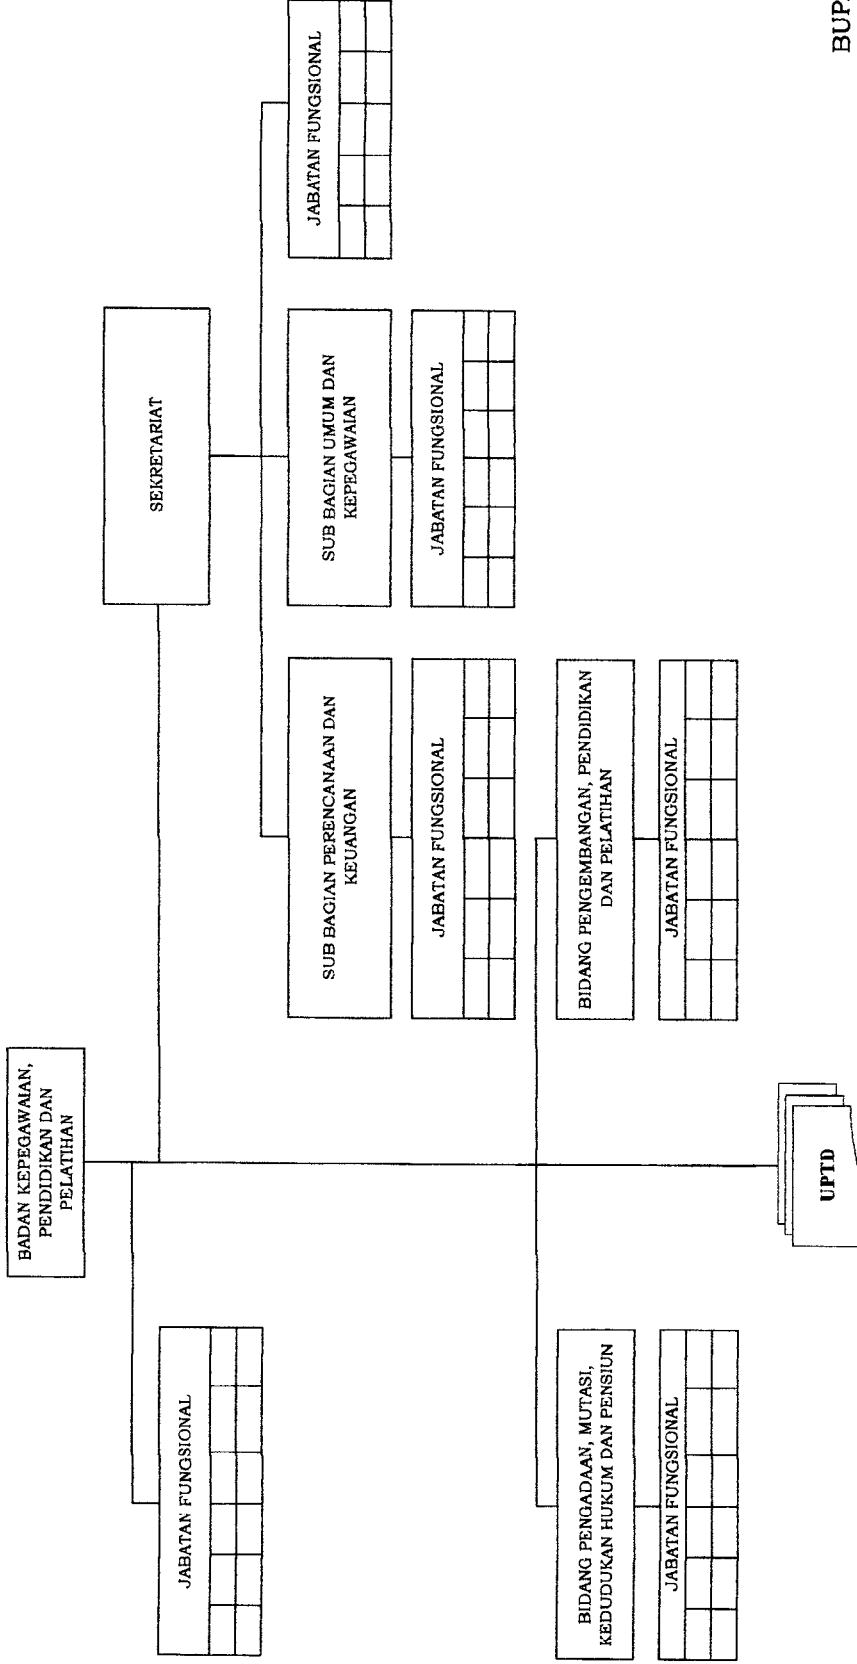 BADAN KEPEGAWAIAN,
PENDIDIKAN DAN
PELATIHAN
JABATAN FUNGSIONAL
SEKRETARIAT
SUB BAGIAN PERENCANAAN DAN
KEUANGAN
JABATAN FUNGSIONAL
SUB BAGIAN UMUM DAN
KEPEGAWAIAN
JABATAN FUNGSIONAL
JABATAN FUNGSIONAL
BIDANG PENGADAAN, MUTASI,
KEDUDUKAN HUKUM DAN PENSIUN
JABATAN FUNGSIONAL
BIDANG PENGEMBANGAN, PENDIDIKAN
DAN PELATIHAN
JABATAN FUNGSIONAL
UPTD